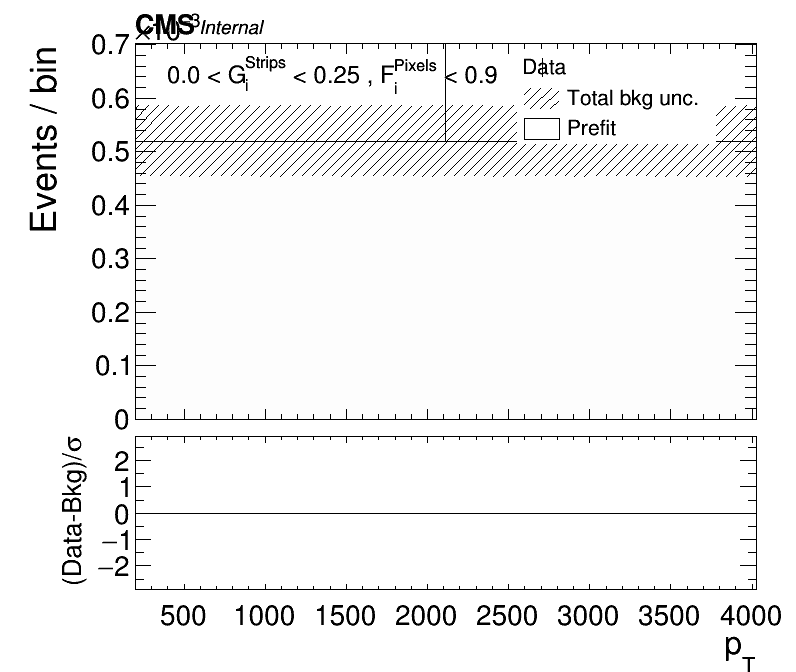 CMS Internal
×10³
0.7
0.0 < G_i^Strips < 0.25 , F_i^Pixels < 0.9
Data
Total bkg unc.
Prefit
0.6
0.5
0.4
0.3
0.2
0.1
0
Events / bin
2
1
0
−1
−2
(Data-Bkg)/σ
500 1000 1500 2000 2500 3000 3500 4000
p_T